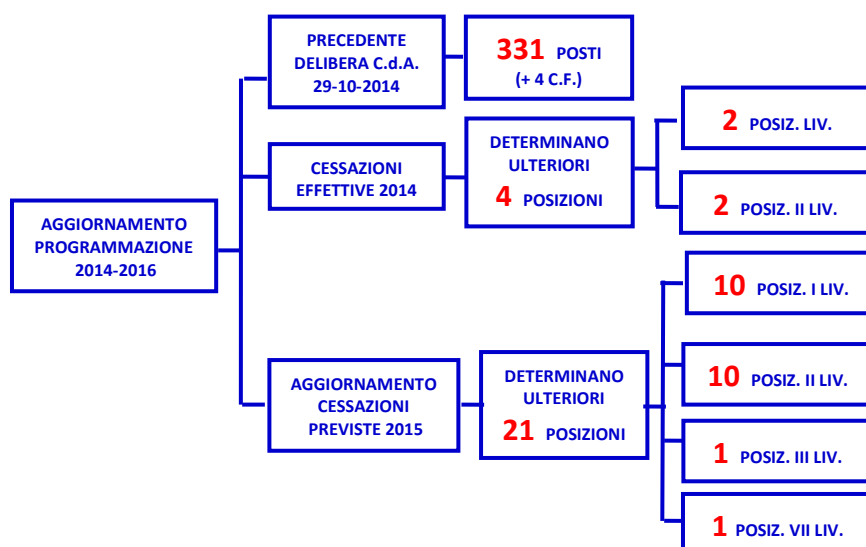 PRECEDENTE
DELIBERA C.d.A.
29-10-2014
331 POSTI
(+ 4 C.F.)
2 POSIZ. LIV.
CESSAZIONI
EFFETTIVE 2014
DETERMINANO
ULTERIORI
4 POSIZIONI
2 POSIZ. II LIV.
AGGIORNAMENTO
PROGRAMMAZIONE
2014-2016
10 POSIZ. I LIV.
AGGIORNAMENTO
CESSAZIONI
PREVISTE 2015
DETERMINANO
ULTERIORI
21 POSIZIONI
10 POSIZ. II LIV.
1 POSIZ. III LIV.
1 POSIZ. VII LIV.